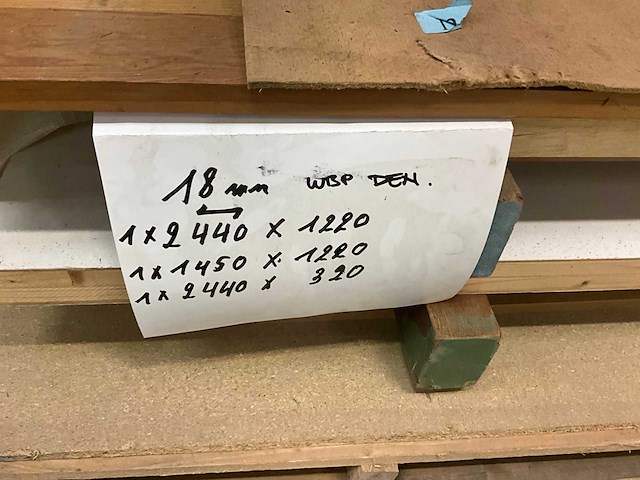 18 mm WBP DEN.
1 x 2440 x 1220
1 x 1450 x 1220
1 x 2440 x 320